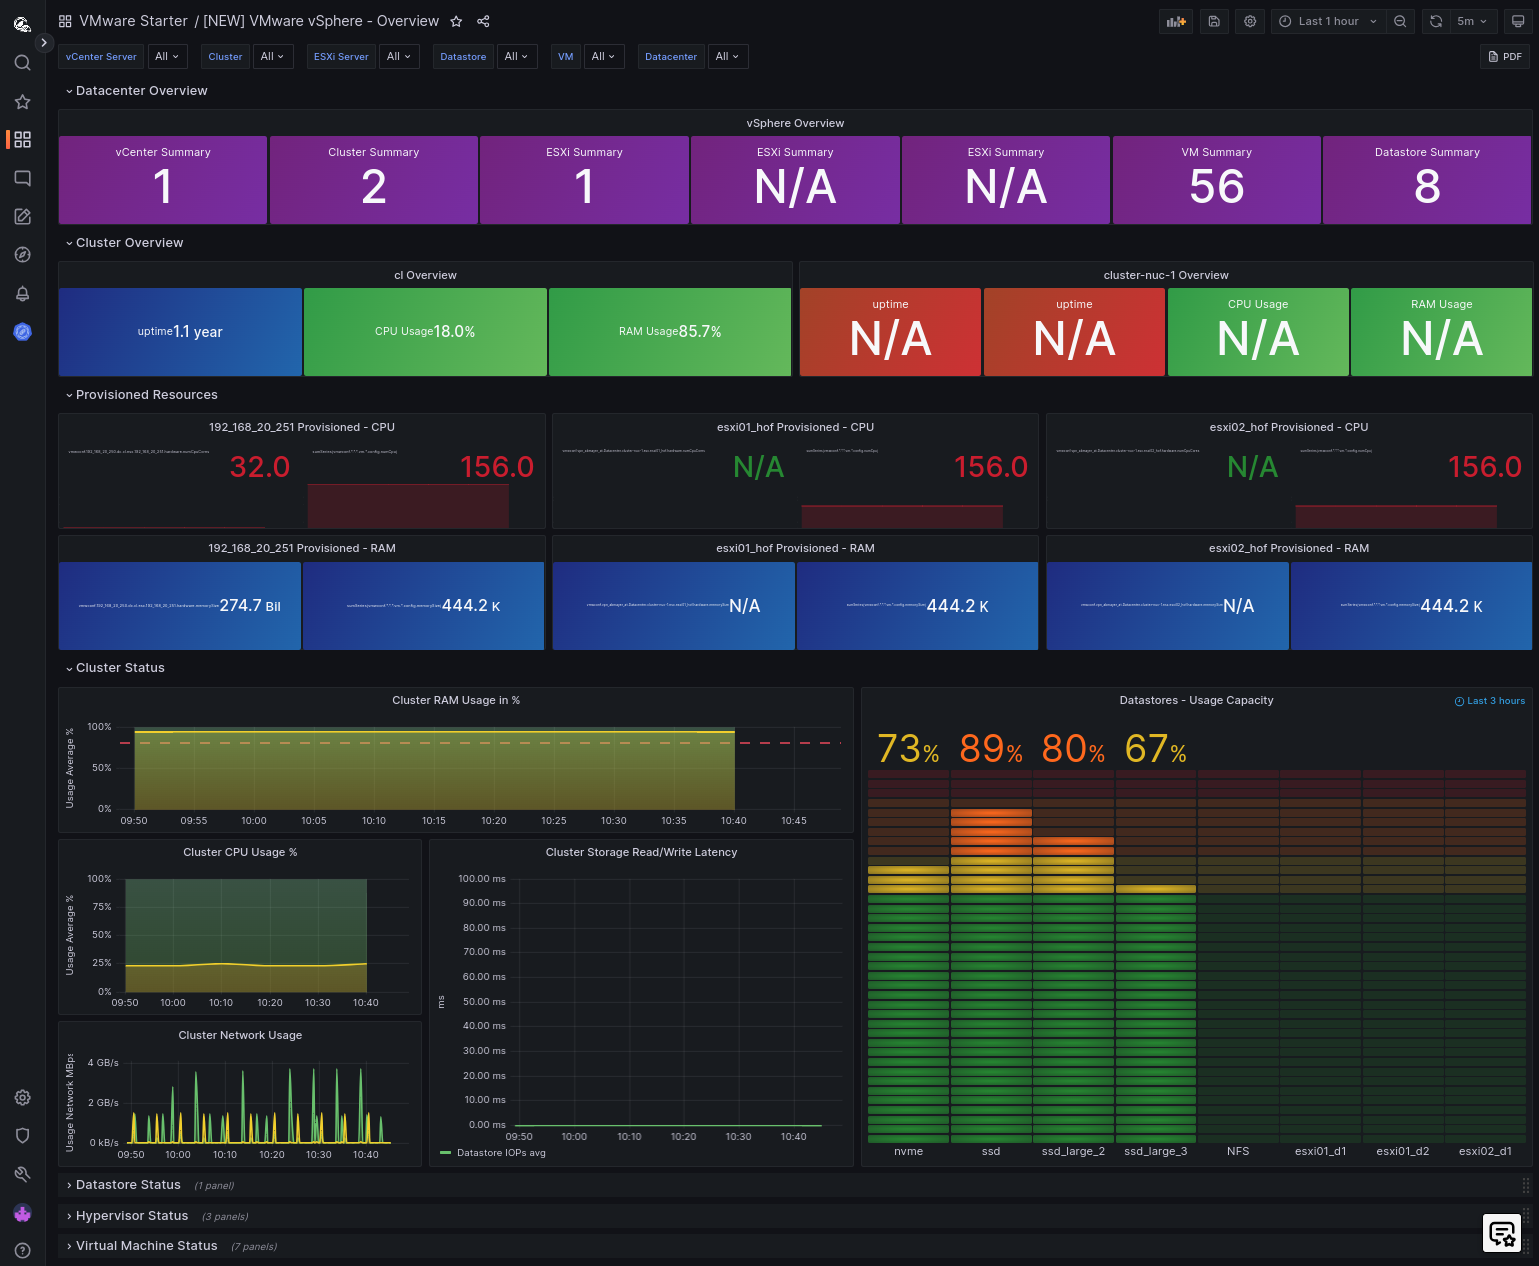 VMware Starter / [NEW] VMware vSphere - Overview
Last 1 hour
5m
vCenter Server All Cluster All ESXi Server All Datastore All VM All Datacenter All PDF
Datacenter Overview
vSphere Overview
vCenter Summary Cluster Summary ESXi Summary ESXi Summary ESXi Summary VM Summary Datastore Summary
1 2 1 N/A N/A 56 8
Cluster Overview
cl Overview
uptime 1.1 year CPU Usage 18.0% RAM Usage 85.7%
cluster-nuc-1 Overview
uptime uptime CPU Usage RAM Usage
N/A N/A N/A N/A
Provisioned Resources
192_168_20_251 Provisioned - CPU
32.0 156.0
esxi01_hof Provisioned - CPU
N/A 156.0
esxi02_hof Provisioned - CPU
N/A 156.0
192_168_20_251 Provisioned - RAM
274.7 Bil 444.2 K
esxi01_hof Provisioned - RAM
N/A 444.2 K
esxi02_hof Provisioned - RAM
N/A 444.2 K
Cluster Status
Cluster RAM Usage in %
Usage Average %
100%
50%
0%
09:50 09:55 10:00 10:05 10:10 10:15 10:20 10:25 10:30 10:35 10:40 10:45
Datastores - Usage Capacity
Last 3 hours
73% 89% 80% 67%
nvme ssd ssd_large_2 ssd_large_3 NFS esxi01_d1 esxi01_d2 esxi02_d1
Cluster CPU Usage %
Usage Average %
100%
75%
50%
25%
0%
09:50 10:00 10:10 10:20 10:30 10:40
Cluster Storage Read/Write Latency
ms
100.00 ms
90.00 ms
80.00 ms
70.00 ms
60.00 ms
50.00 ms
40.00 ms
30.00 ms
20.00 ms
10.00 ms
0.00 ms
09:50 10:00 10:10 10:20 10:30 10:40
Datastore IOPs avg
Cluster Network Usage
Usage Network MBps
4 GB/s
2 GB/s
0 kB/s
09:50 10:00 10:10 10:20 10:30 10:40
Datastore Status (1 panel)
Hypervisor Status (3 panels)
Virtual Machine Status (7 panels)